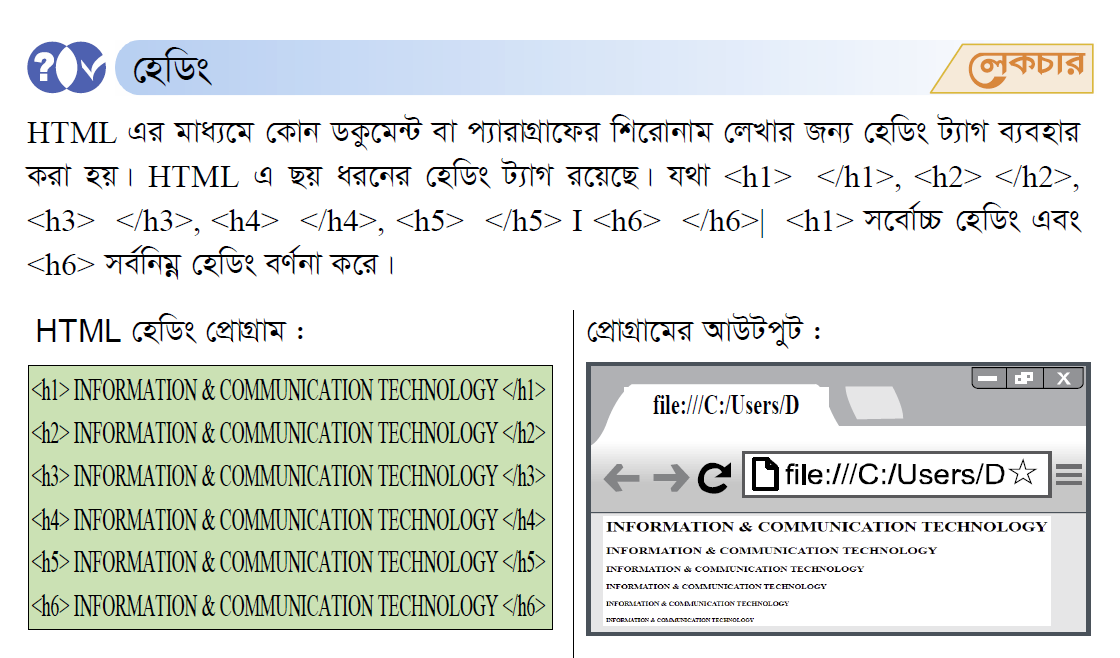 হেডিং
লেকচার
HTML এর মাধ্যমে কোন ডকুমেন্ট বা প্যারাগ্রাফের শিরোনাম লেখার জন্য হেডিং ট্যাগ ব্যবহার
করা হয়। HTML এ ছয় ধরনের হেডিং ট্যাগ রয়েছে। যথা <h1> </h1>, <h2> </h2>,
<h3> </h3>, <h4> </h4>, <h5> </h5> I <h6> </h6>| <h1> সর্বোচ্চ হেডিং এবং
<h6> সর্বনিম্ন হেডিং বর্ণনা করে।
HTML হেডিং প্রোগ্রাম :
<h1> INFORMATION & COMMUNICATION TECHNOLOGY </h1>
<h2> INFORMATION & COMMUNICATION TECHNOLOGY </h2>
<h3> INFORMATION & COMMUNICATION TECHNOLOGY </h3>
<h4> INFORMATION & COMMUNICATION TECHNOLOGY </h4>
<h5> INFORMATION & COMMUNICATION TECHNOLOGY </h5>
<h6> INFORMATION & COMMUNICATION TECHNOLOGY </h6>
প্রোগ্রামের আউটপুট :
file:///C:/Users/D
file:///C:/Users/D
INFORMATION & COMMUNICATION TECHNOLOGY
INFORMATION & COMMUNICATION TECHNOLOGY
INFORMATION & COMMUNICATION TECHNOLOGY
INFORMATION & COMMUNICATION TECHNOLOGY
INFORMATION & COMMUNICATION TECHNOLOGY
INFORMATION & COMMUNICATION TECHNOLOGY